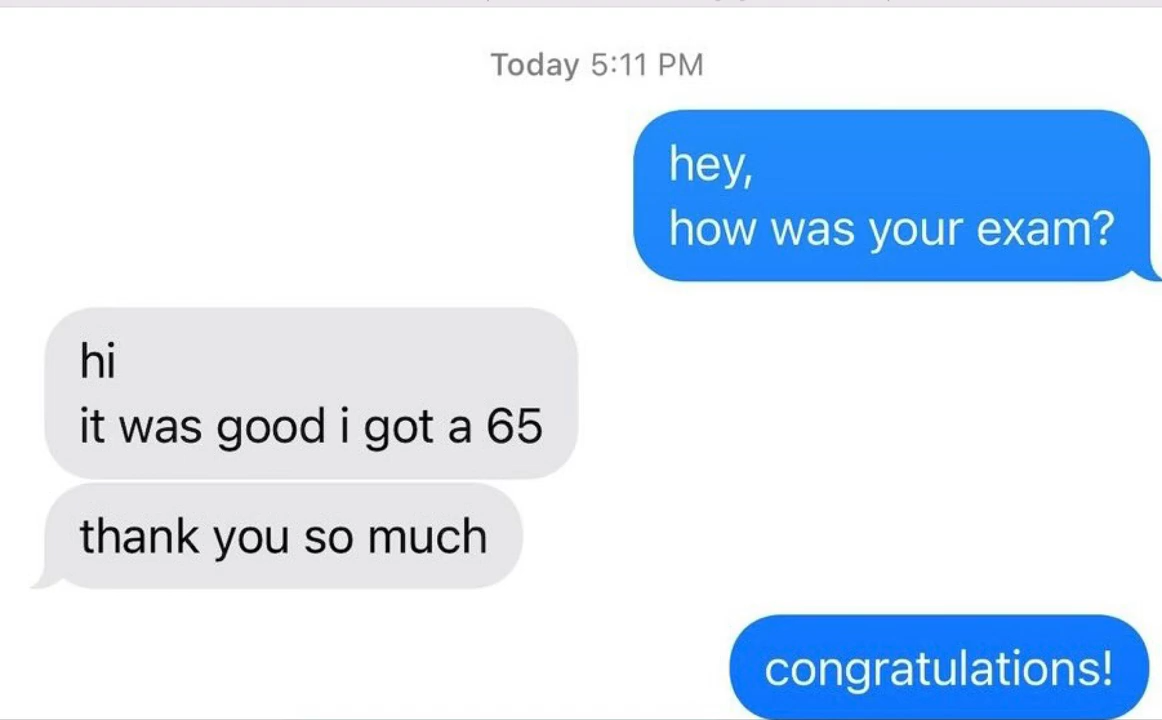 Today 5:11 PM
hey,
how was your exam?
hi
it was good i got a 65
thank you so much
congratulations!